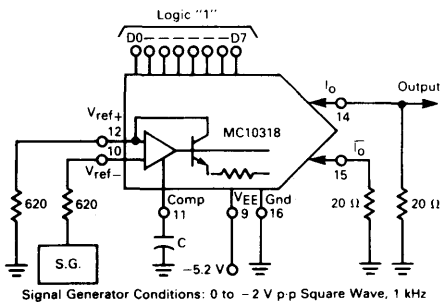 Logic "1"
D0 D7
Vref+
12
10
Vref−
MC10318
IO
14
Output
IO
15
620
620
Comp
11
VEE
9
Gnd
16
20 Ω
20 Ω
C
S.G.
−5.2 V
Signal Generator Conditions: 0 to − 2 V p-p Square Wave, 1 kHz